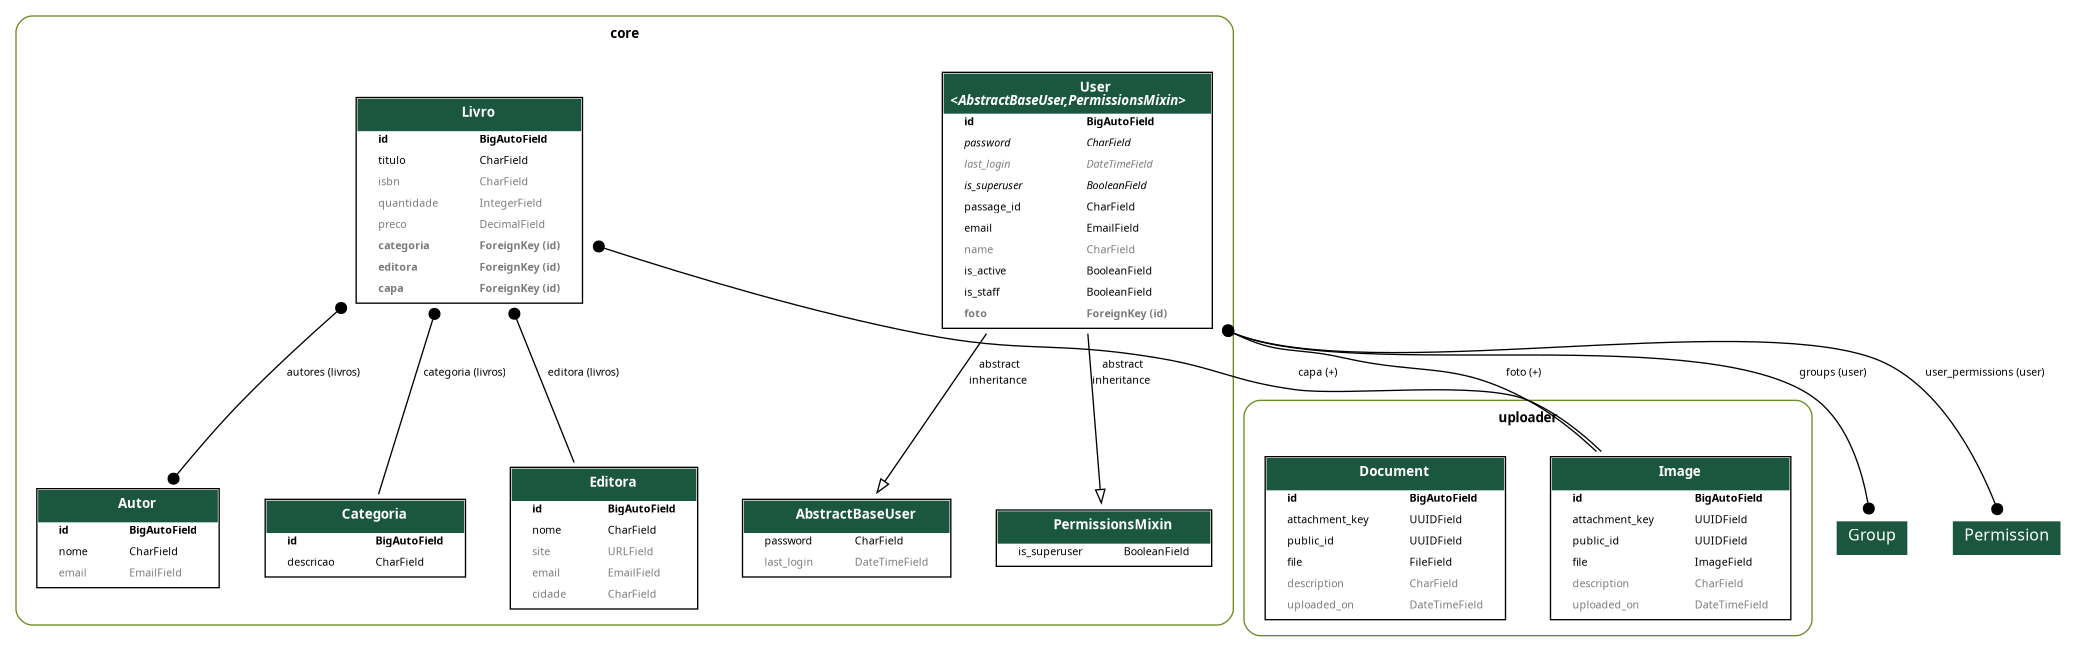 core
Livro
id BigAutoField
titulo CharField
isbn CharField
quantidade IntegerField
preco DecimalField
categoria ForeignKey (id)
editora ForeignKey (id)
capa ForeignKey (id)
User
<AbstractBaseUser,PermissionsMixin>
id BigAutoField
password CharField
last_login DateTimeField
is_superuser BooleanField
passage_id CharField
email EmailField
name CharField
is_active BooleanField
is_staff BooleanField
foto ForeignKey (id)
autores (livros)
categoria (livros)
editora (livros)
abstract
inheritance
abstract
inheritance
capa (+)
foto (+)
groups (user)
user_permissions (user)
Autor
id BigAutoField
nome CharField
email EmailField
Categoria
id BigAutoField
descricao CharField
Editora
id BigAutoField
nome CharField
site URLField
email EmailField
cidade CharField
AbstractBaseUser
password CharField
last_login DateTimeField
PermissionsMixin
is_superuser BooleanField
uploader
Document
id BigAutoField
attachment_key UUIDField
public_id UUIDField
file FileField
description CharField
uploaded_on DateTimeField
Image
id BigAutoField
attachment_key UUIDField
public_id UUIDField
file ImageField
description CharField
uploaded_on DateTimeField
Group
Permission